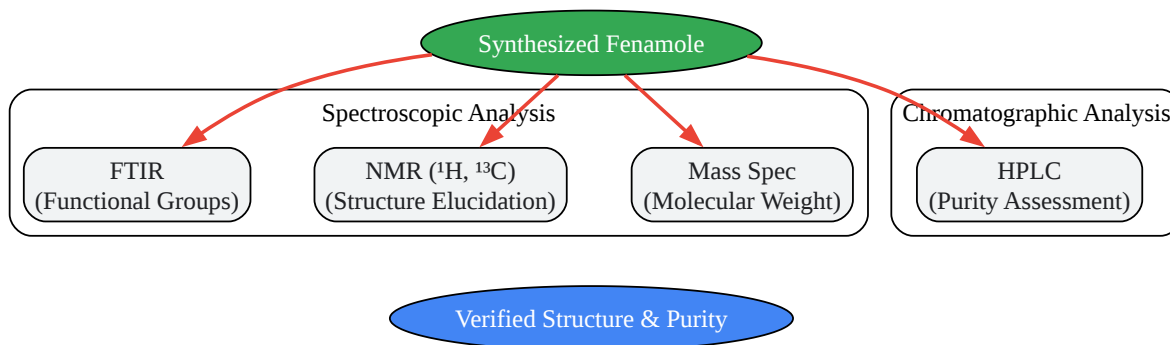 Synthesized Fenamole
Spectroscopic Analysis
Chromatographic Analysis
FTIR
(Functional Groups)
NMR (¹H, ¹³C)
(Structure Elucidation)
Mass Spec
(Molecular Weight)
HPLC
(Purity Assessment)
Verified Structure & Purity